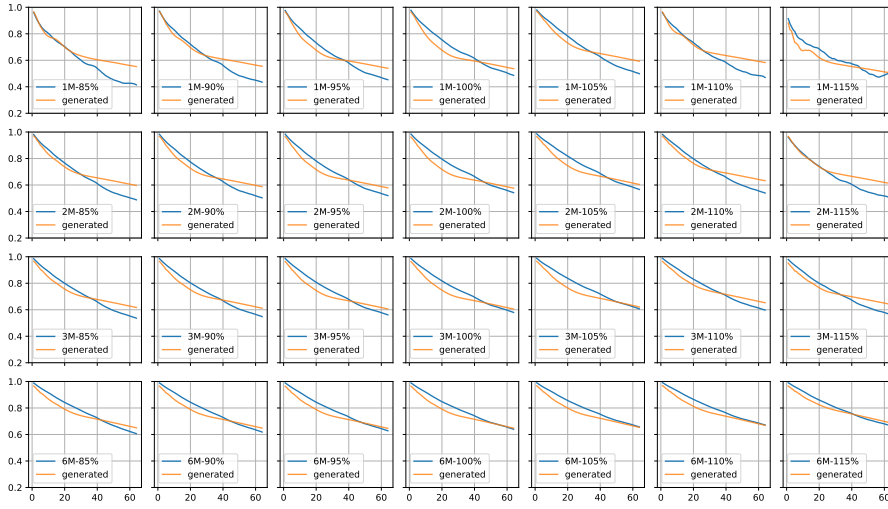 1.0
0.8
0.6
0.4
0.2
1M-85%
generated
1M-90%
generated
1M-95%
generated
1M-100%
generated
1M-105%
generated
1M-110%
generated
1M-115%
generated
1.0
0.8
0.6
0.4
0.2
2M-85%
generated
2M-90%
generated
2M-95%
generated
2M-100%
generated
2M-105%
generated
2M-110%
generated
2M-115%
generated
1.0
0.8
0.6
0.4
0.2
3M-85%
generated
3M-90%
generated
3M-95%
generated
3M-100%
generated
3M-105%
generated
3M-110%
generated
3M-115%
generated
1.0
0.8
0.6
0.4
0.2
6M-85%
generated
6M-90%
generated
6M-95%
generated
6M-100%
generated
6M-105%
generated
6M-110%
generated
6M-115%
generated
0 20 40 60
0 20 40 60
0 20 40 60
0 20 40 60
0 20 40 60
0 20 40 60
0 20 40 60